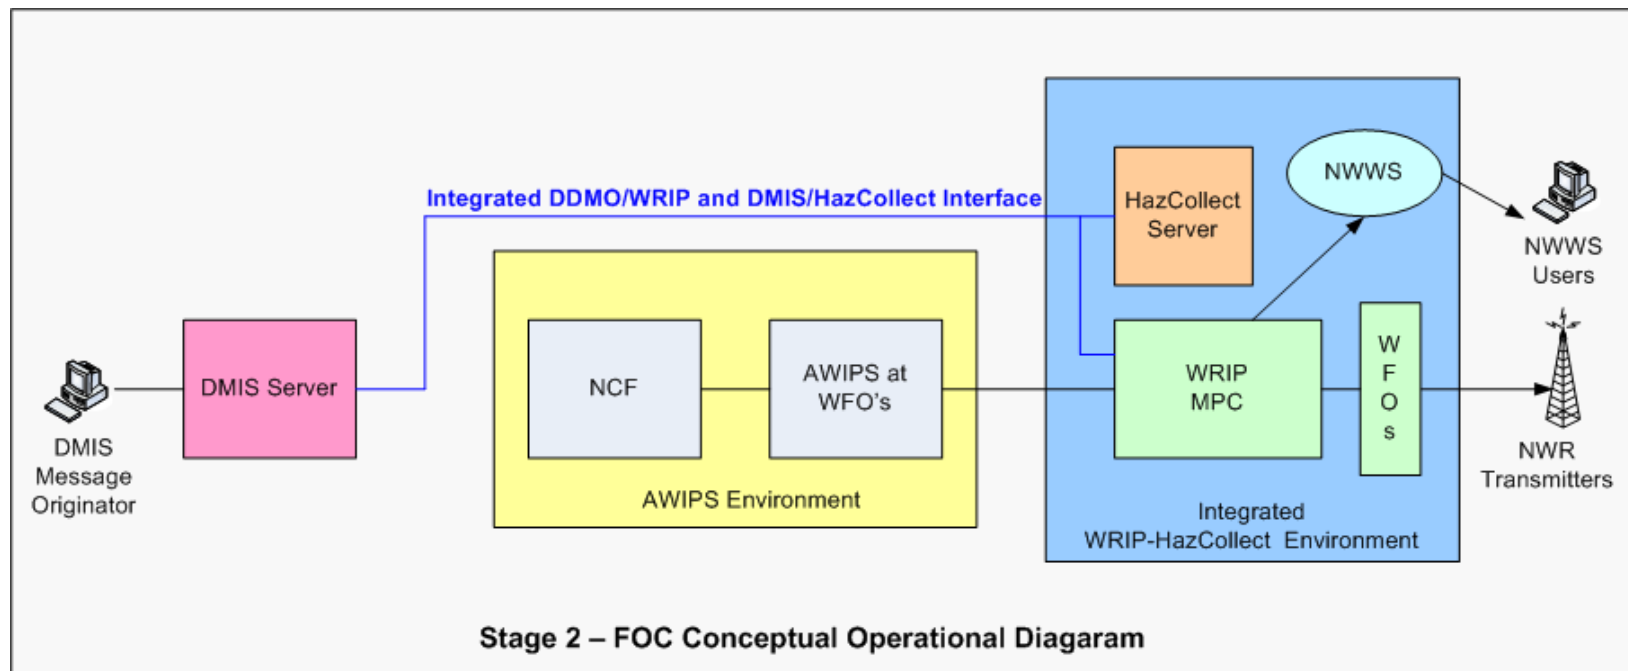 Integrated DDMO/WRIP and DMIS/HazCollect Interface
HazCollect
Server
NWWS
NWWS
Users
DMIS Server
NCF
AWIPS at
WFO's
WRIP
MPC
W
F
O
s
DMIS
Message
Originator
NWR
Transmitters
AWIPS Environment
Integrated
WRIP-HazCollect Environment
Stage 2 – FOC Conceptual Operational Diagaram